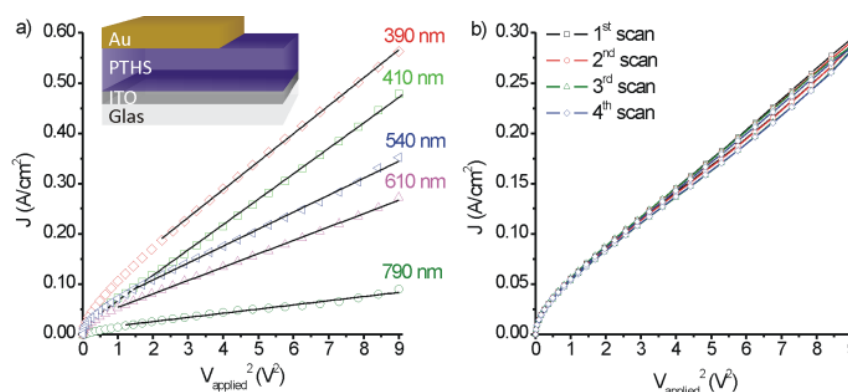 a)
Au
PTHS
ITO
Glas
390 nm
410 nm
540 nm
610 nm
790 nm
J (A/cm²)
0.60
0.50
0.40
0.30
0.20
0.10
0.00
0 1 2 3 4 5 6 7 8 9
V_applied² (V²)
b)
1st scan
2nd scan
3rd scan
4th scan
J (A/cm²)
0.30
0.25
0.20
0.15
0.10
0.05
0.00
0 1 2 3 4 5 6 7 8 9
V_applied² (V²)